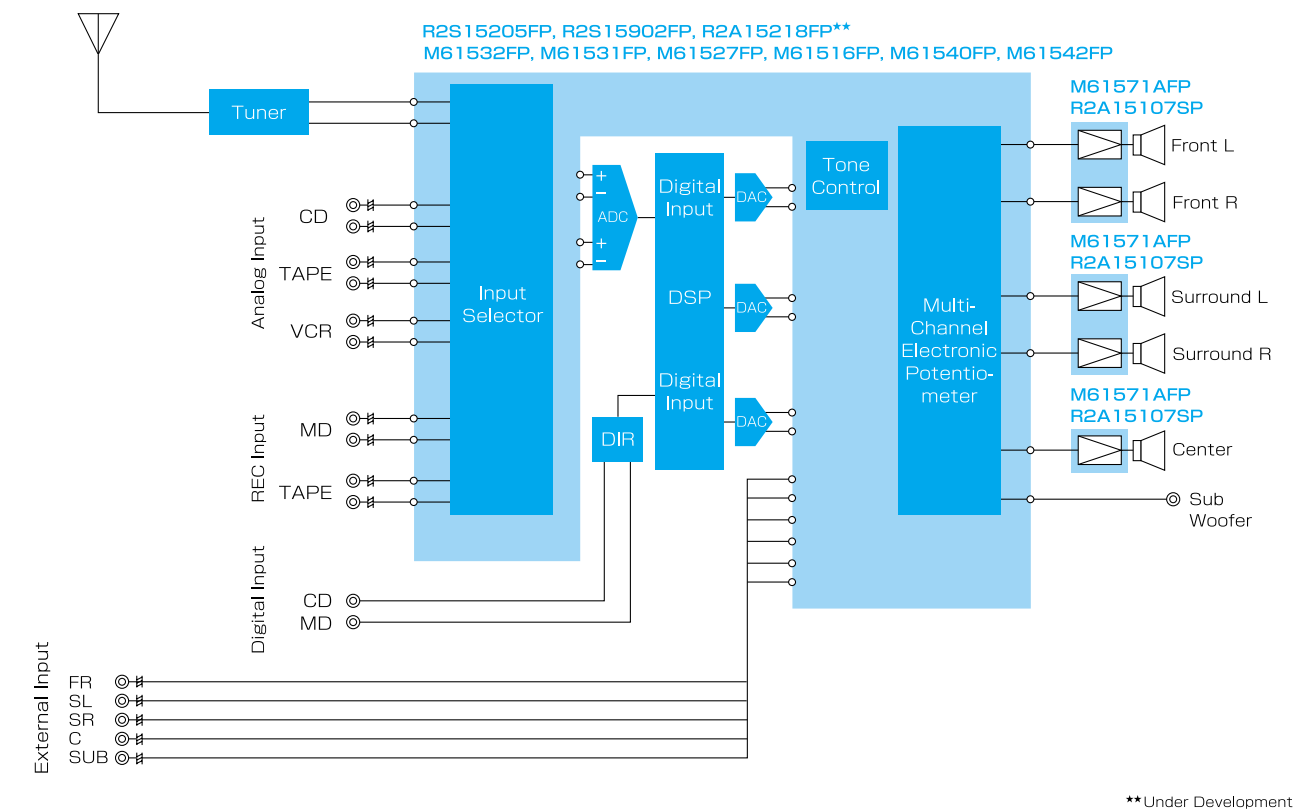 R2S15205FP, R2S15902FP, R2A15218FP★★
M61532FP, M61531FP, M61527FP, M61516FP, M61540FP, M61542FP
Tuner
Analog Input
CD
TAPE
VCR
REC Input
MD
TAPE
Digital Input
CD
MD
External Input
FR
SL
SR
C
SUB
Input
Selector
+
−
ADC
+
−
DIR
Digital
Input
DSP
Digital
Input
DAC
DAC
DAC
Tone
Control
Multi-
Channel
Electronic
Potentio-
meter
M61571AFP
R2A15107SP
Front L
Front R
M61571AFP
R2A15107SP
Surround L
Surround R
M61571AFP
R2A15107SP
Center
Sub
Woofer
★★Under Development